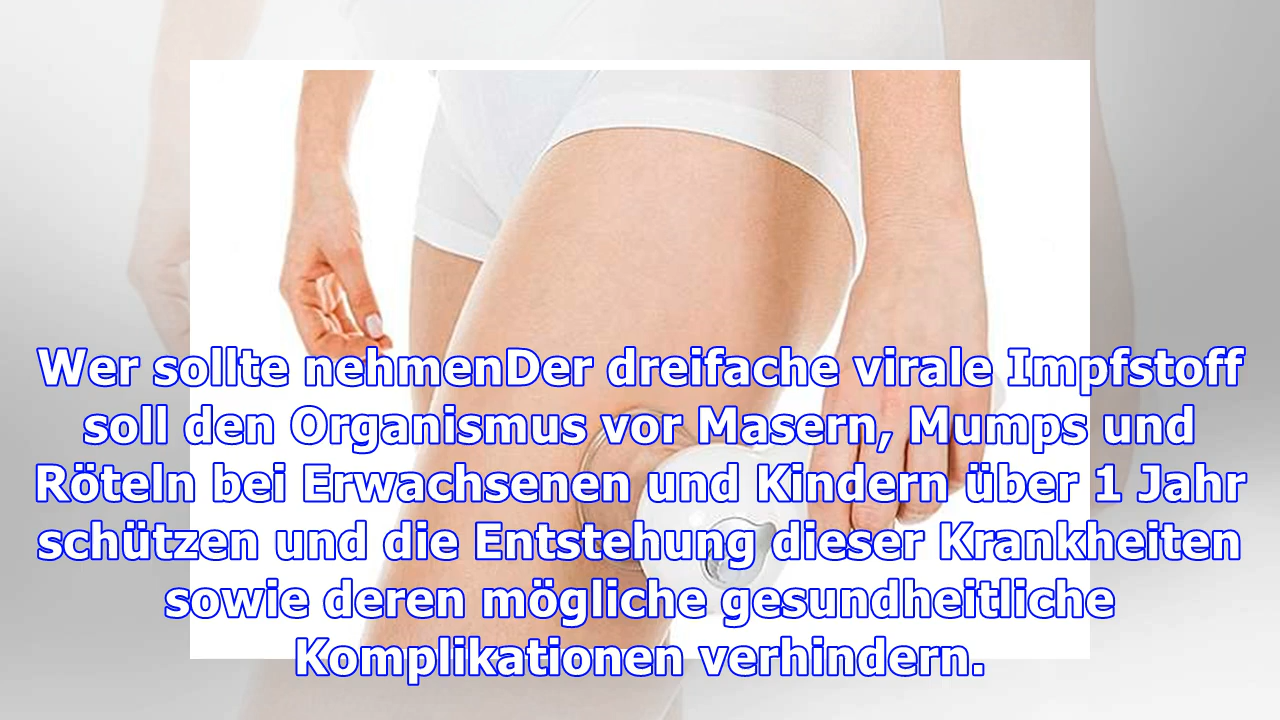 Wer sollte nehmenDer dreifache virale Impfstoff
soll den Organismus vor Masern, Mumps und
Röteln bei Erwachsenen und Kindern über 1 Jahr
schützen und die Entstehung dieser Krankheiten
sowie deren mögliche gesundheitliche
Komplikationen verhindern.